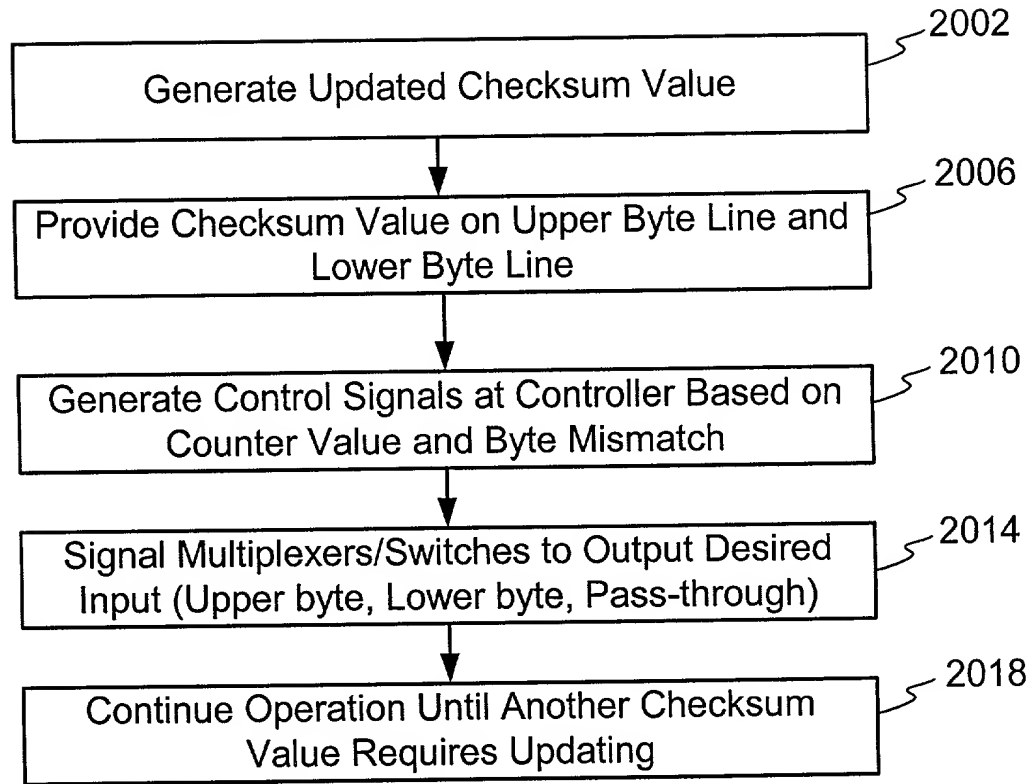 2002
Generate Updated Checksum Value
2006
Provide Checksum Value on Upper Byte Line and
Lower Byte Line
2010
Generate Control Signals at Controller Based on
Counter Value and Byte Mismatch
2014
Signal Multiplexers/Switches to Output Desired
Input (Upper byte, Lower byte, Pass-through)
2018
Continue Operation Until Another Checksum
Value Requires Updating